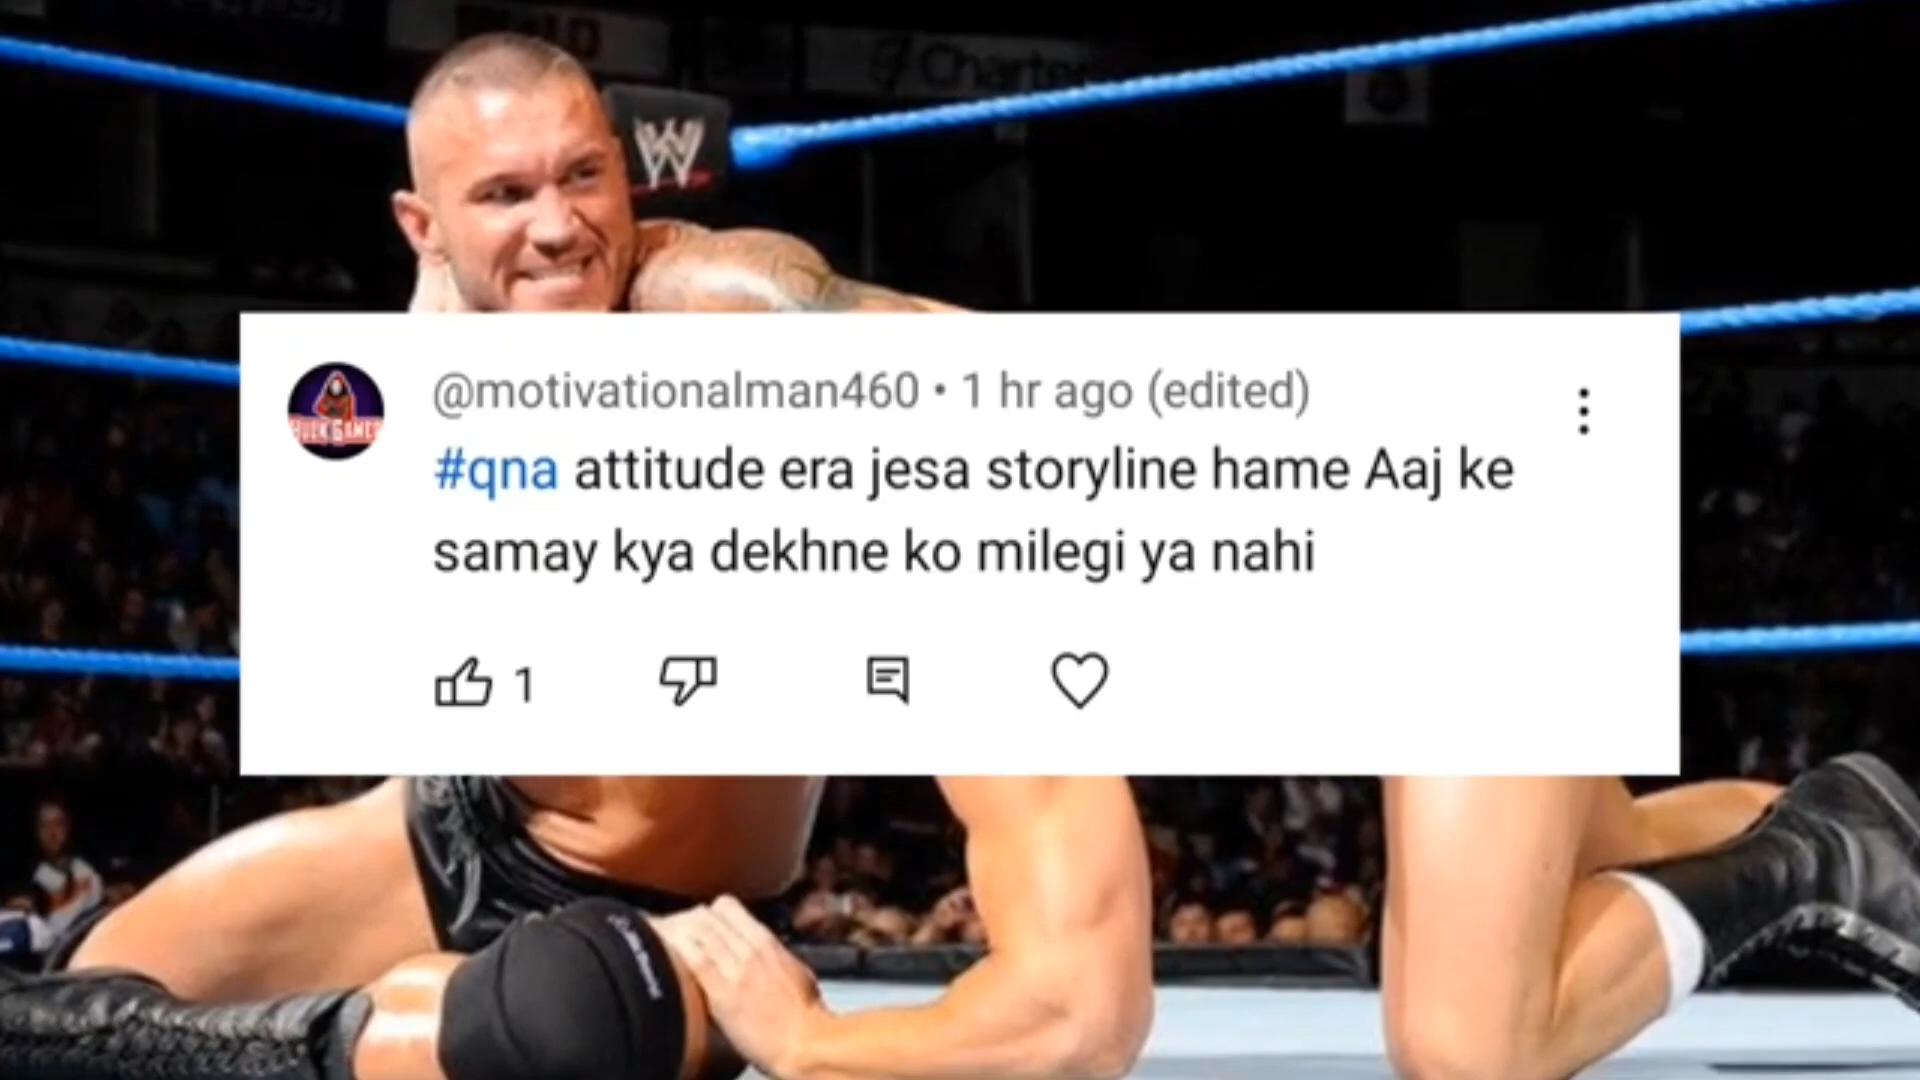 Charter
W
@motivationalman460 • 1 hr ago (edited)
#qna attitude era jesa storyline hame Aaj ke
samay kya dekhne ko milegi ya nahi
1